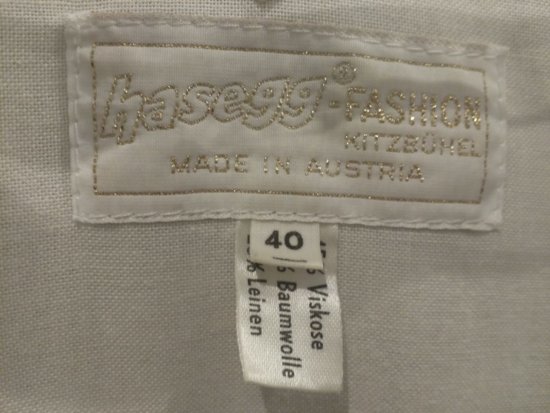 hasegg-FASHION®
KITZBÜHEL
MADE IN AUSTRIA
40
% Viskose
% Baumwolle
% Leinen